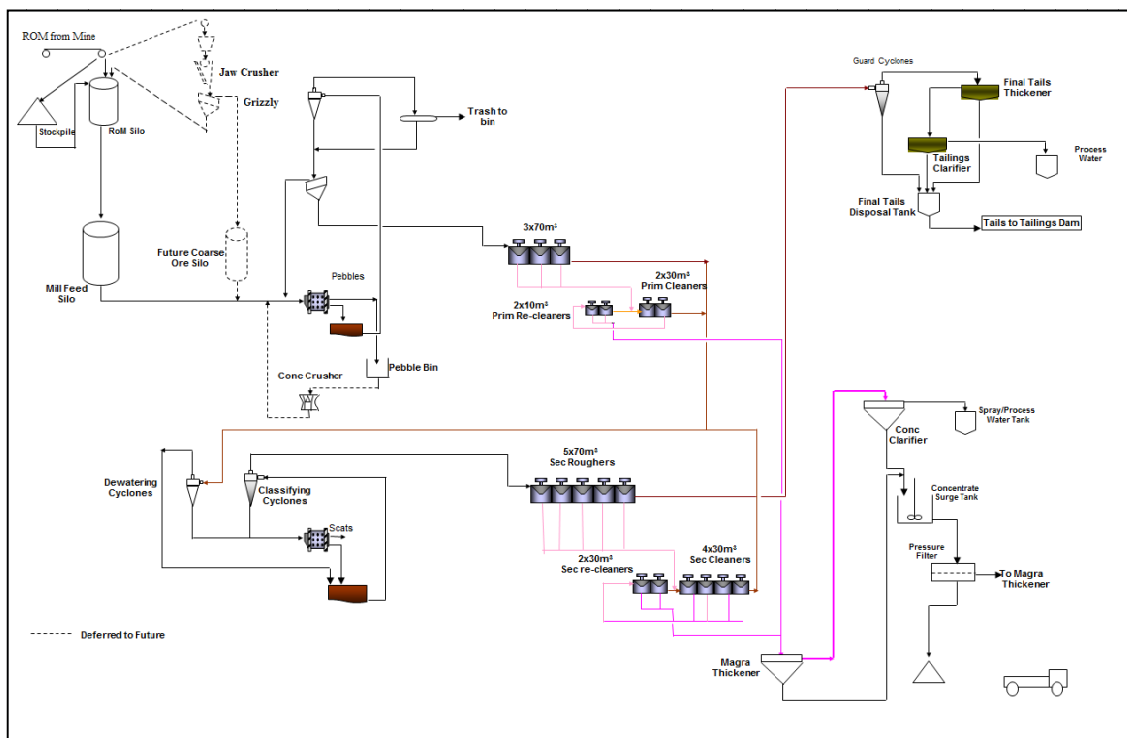 ROM from Mine
Jaw Crusher
Grizzly
Stockpile
RoM Silo
Trash to
bin
Guard Cyclones
Final Tails
Thickener
Tailings
Clarifier
Process
Water
Final Tails
Disposal Tank
Tails to Tailings Dam
Mill Feed
Silo
Future Coarse
Ore Silo
Pebbles
3x70m³
2x30m³
Prim Cleaners
2x10m³
Prim Re-clearers
Pebble Bin
Conc Crusher
Conc
Clarifier
Spray/Process
Water Tank
Dewatering
Cyclones
Classifying
Cyclones
Scats
5x70m³
Sec Roughers
2x30m³
Sec re-cleaners
4x30m³
Sec Cleaners
Concentrate
Surge Tank
Pressure
Filter
To Magra
Thickener
Magra
Thickener
Deferred to Future